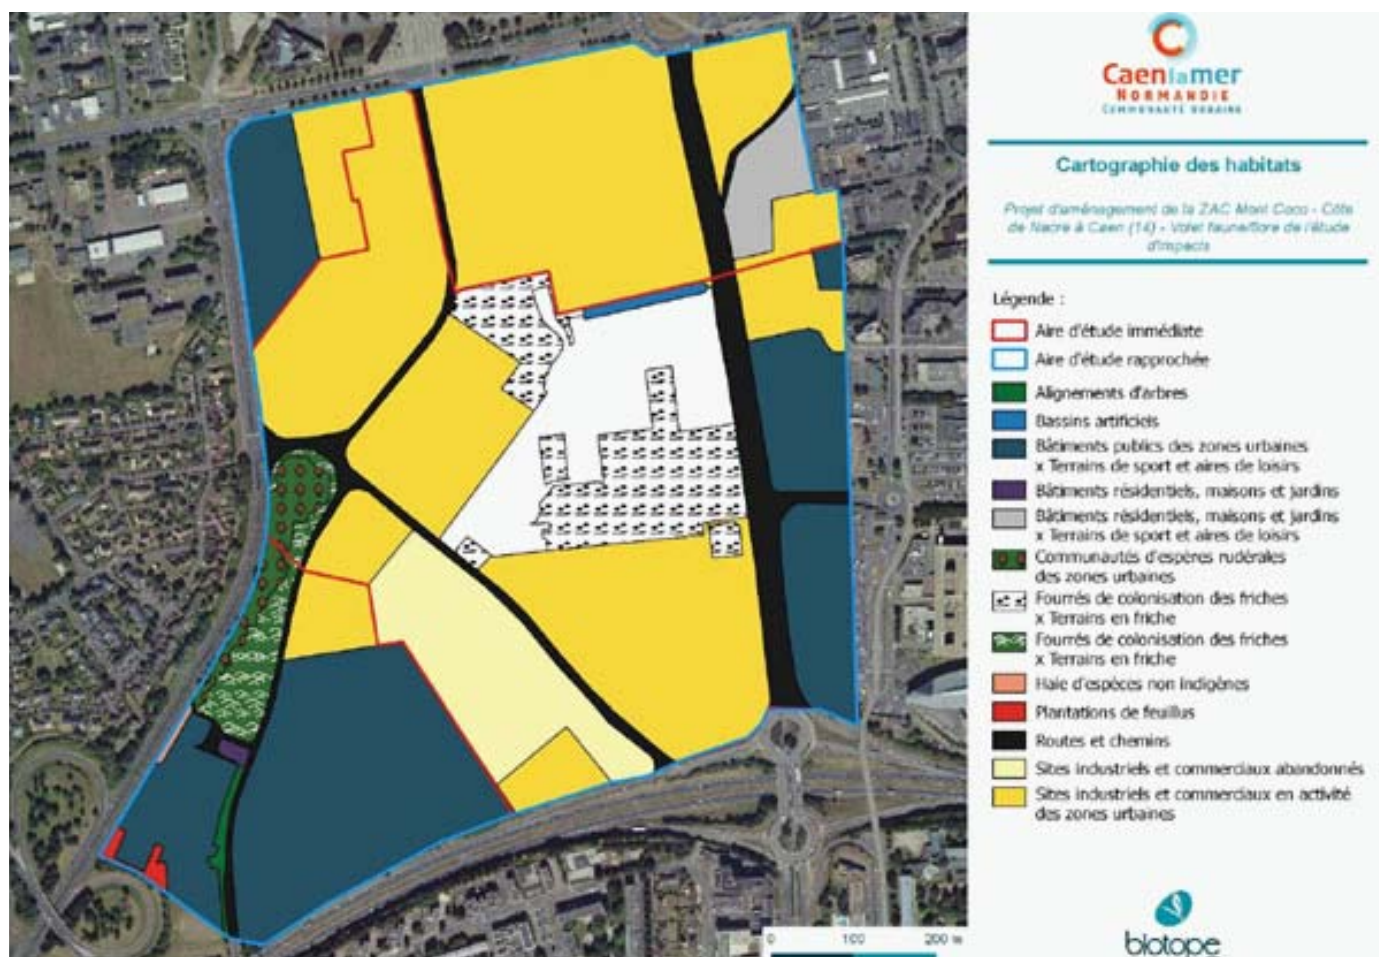 Caenlamer
NORMANDIE
COMMUNAUTÉ URBAINE
Cartographie des habitats
Projet d'aménagement de la ZAC Mont Coco - Côte
de Nacre à Caen (14) - Volet faune/flore de l'étude
d'impacts
Légende :
Aire d'étude immédiate
Aire d'étude rapprochée
Alignements d'arbres
Bassins artificiels
Bâtiments publics des zones urbaines
x Terrains de sport et aires de loisirs
Bâtiments résidentiels, maisons et jardins
Bâtiments résidentiels, maisons et jardins
x Terrains de sport et aires de loisirs
Communautés d'espères rudérales
des zones urbaines
Fourrés de colonisation des friches
x Terrains en friche
Fourrés de colonisation des friches
x Terrains en friche
Haie d'espèces non indigènes
Plantations de feuillus
Routes et chemins
Sites industriels et commerciaux abandonnés
Sites industriels et commerciaux en activité
des zones urbaines
0 100 200 m
biotope